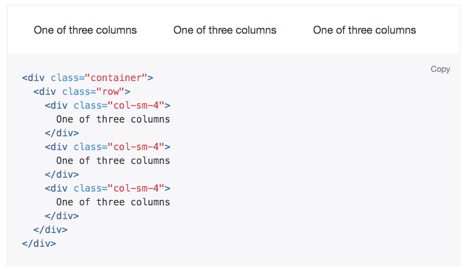 One of three columns One of three columns One of three columns
Copy
<div class="container">
  <div class="row">
    <div class="col-sm-4">
      One of three columns
    </div>
    <div class="col-sm-4">
      One of three columns
    </div>
    <div class="col-sm-4">
      One of three columns
    </div>
  </div>
</div>